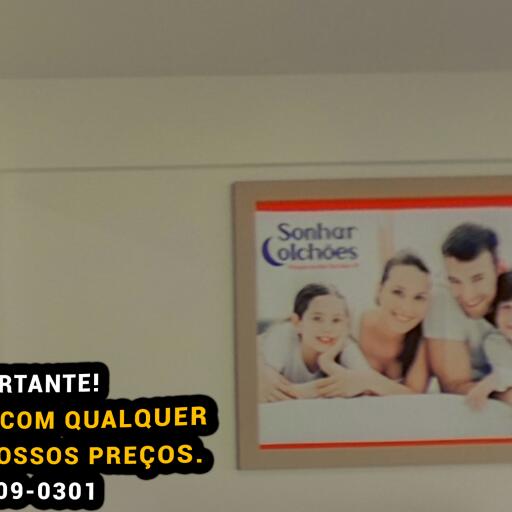 Sonhar
Colchões
RTANTE!
COM QUALQUER
OSSOS PREÇOS.
09-0301